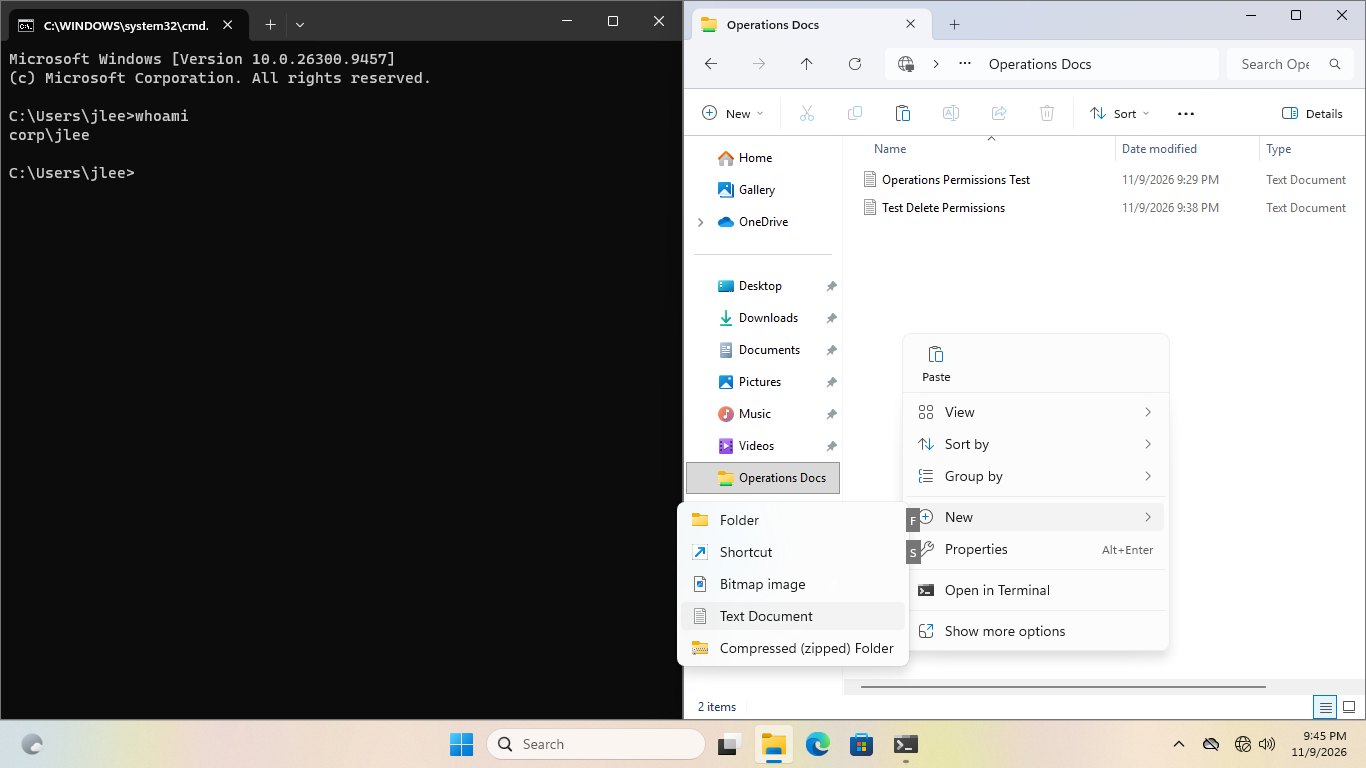 C:\WINDOWS\system32\cmd.
Microsoft Windows [Version 10.0.26300.9457]
(c) Microsoft Corporation. All rights reserved.
C:\Users\jlee>whoami
corp\jlee
C:\Users\jlee>
Operations Docs
Operations Docs
Search Ope
New
Sort
Details
Home
Gallery
OneDrive
Desktop
Downloads
Documents
Pictures
Music
Videos
Operations Docs
Name Date modified Type
Operations Permissions Test 11/9/2026 9:29 PM Text Document
Test Delete Permissions 11/9/2026 9:38 PM Text Document
Paste
View
Sort by
Group by
New
Properties Alt+Enter
Open in Terminal
Show more options
Folder F
Shortcut S
Bitmap image
Text Document
Compressed (zipped) Folder
2 items
Search
9:45 PM
11/9/2026